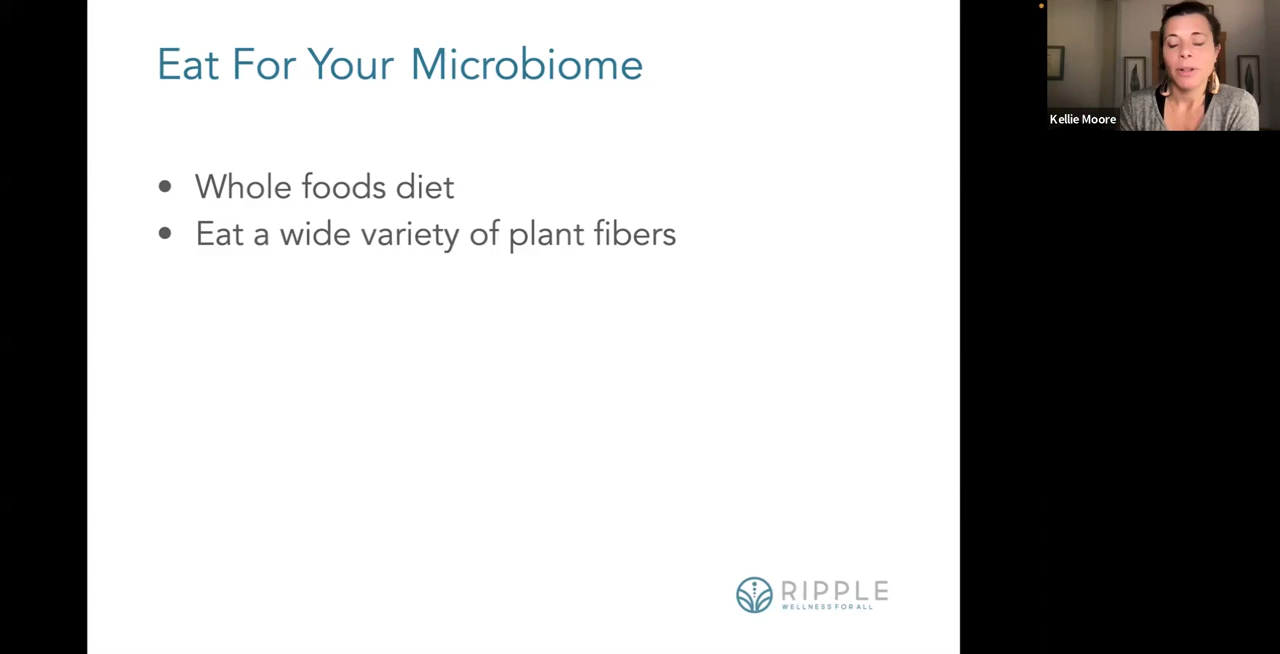 Eat For Your Microbiome
Kellie Moore
• Whole foods diet
• Eat a wide variety of plant fibers
RIPPLE
WELLNESS FOR ALL